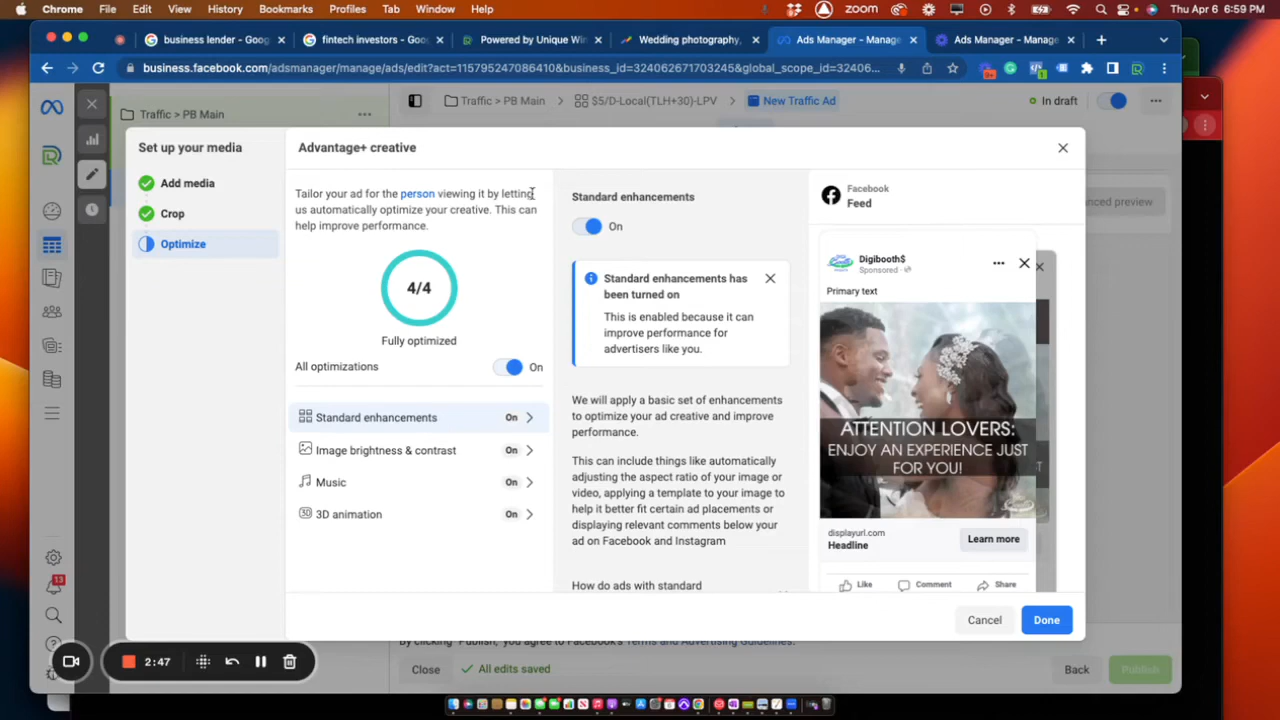 Chrome File Edit View History Bookmarks Profiles Tab Window Help zoom Thu Apr 6 6:59 PM
business lender - Goog fintech investors - Goog Powered by Unique Wi Wedding photography, Ads Manager - Manage Ads Manager - Manage
business.facebook.com/adsmanager/manage/ads/edit?act=115795247086410&business_id=324062671703245&global_scope_id=32406...
Traffic > PB Main
Traffic > PB Main
$5/D-Local(TLH+30)-LPV
New Traffic Ad
In draft
Set up your media
Add media
Crop
Optimize
Advantage+ creative
Tailor your ad for the person viewing it by letting
us automatically optimize your creative. This can
help improve performance.
4/4
Fully optimized
All optimizations On
Standard enhancements On
Image brightness & contrast On
Music On
3D animation On
Standard enhancements
On
Standard enhancements has
been turned on
This is enabled because it can
improve performance for
advertisers like you.
We will apply a basic set of enhancements
to optimize your ad creative and improve
performance.
This can include things like automatically
adjusting the aspect ratio of your image or
video, applying a template to your image to
help it better fit certain ad placements or
displaying relevant comments below your
ad on Facebook and Instagram
How do ads with standard
Facebook
Feed
Digibooth$
Sponsored
Primary text
ATTENTION LOVERS:
ENJOY AN EXPERIENCE JUST
FOR YOU!
displayurl.com
Headline
Learn more
Like Comment Share
Cancel Done
anced preview
By clicking "Publish," you agree to Facebook's Terms and Advertising Guidelines.
13
2:47
Close All edits saved Back Publish